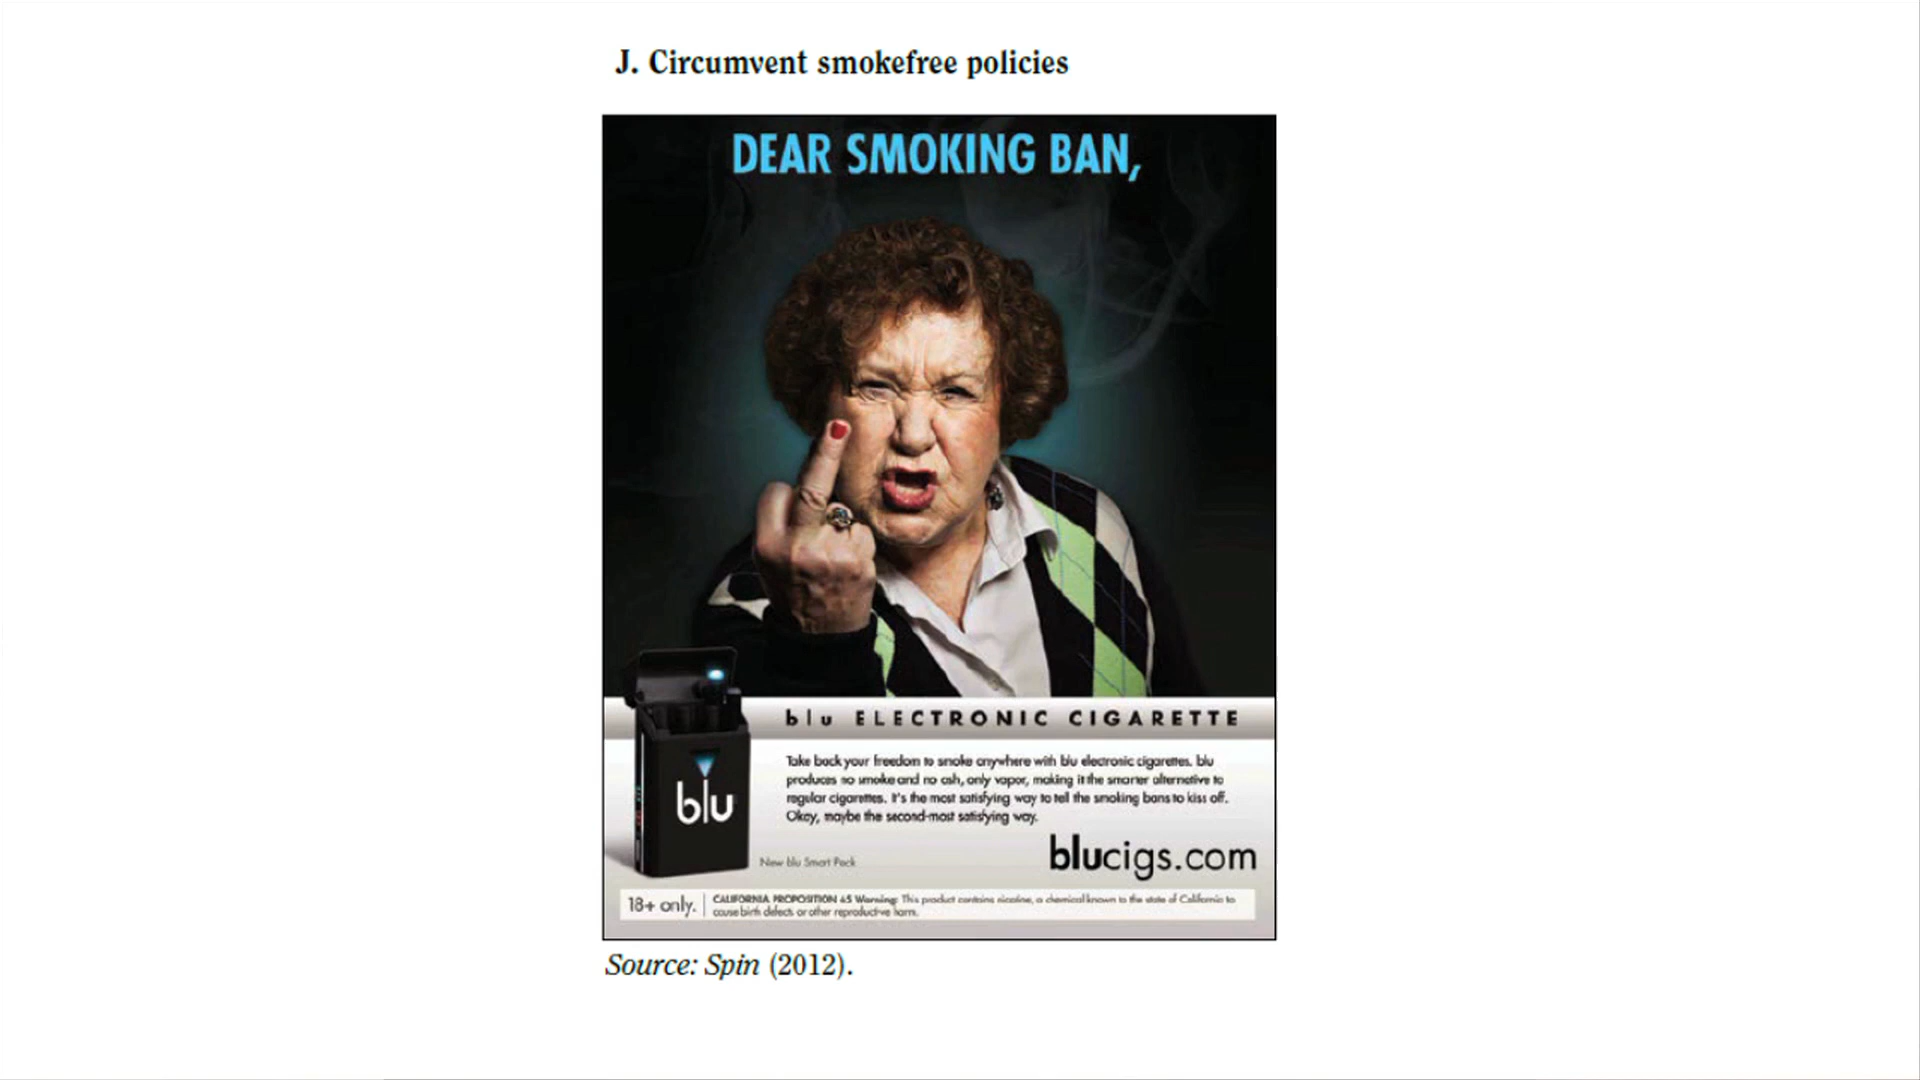 J. Circumvent smokefree policies
DEAR SMOKING BAN,
blu ELECTRONIC CIGARETTE
Take back your freedom to smoke anywhere with blu electronic cigarettes. blu
produces no smoke and no ash, only vapor, making it the smarter alternative to
regular cigarettes. It's the most satisfying way to tell the smoking bans to kiss off.
Okay, maybe the second-most satisfying way.
blu
New blu Smart Pack
blucigs.com
18+ only.
CALIFORNIA PROPOSITION 65 Warning: This product contains nicotine, a chemical known to the state of California to
cause birth defects or other reproductive harm.
Source: Spin (2012).